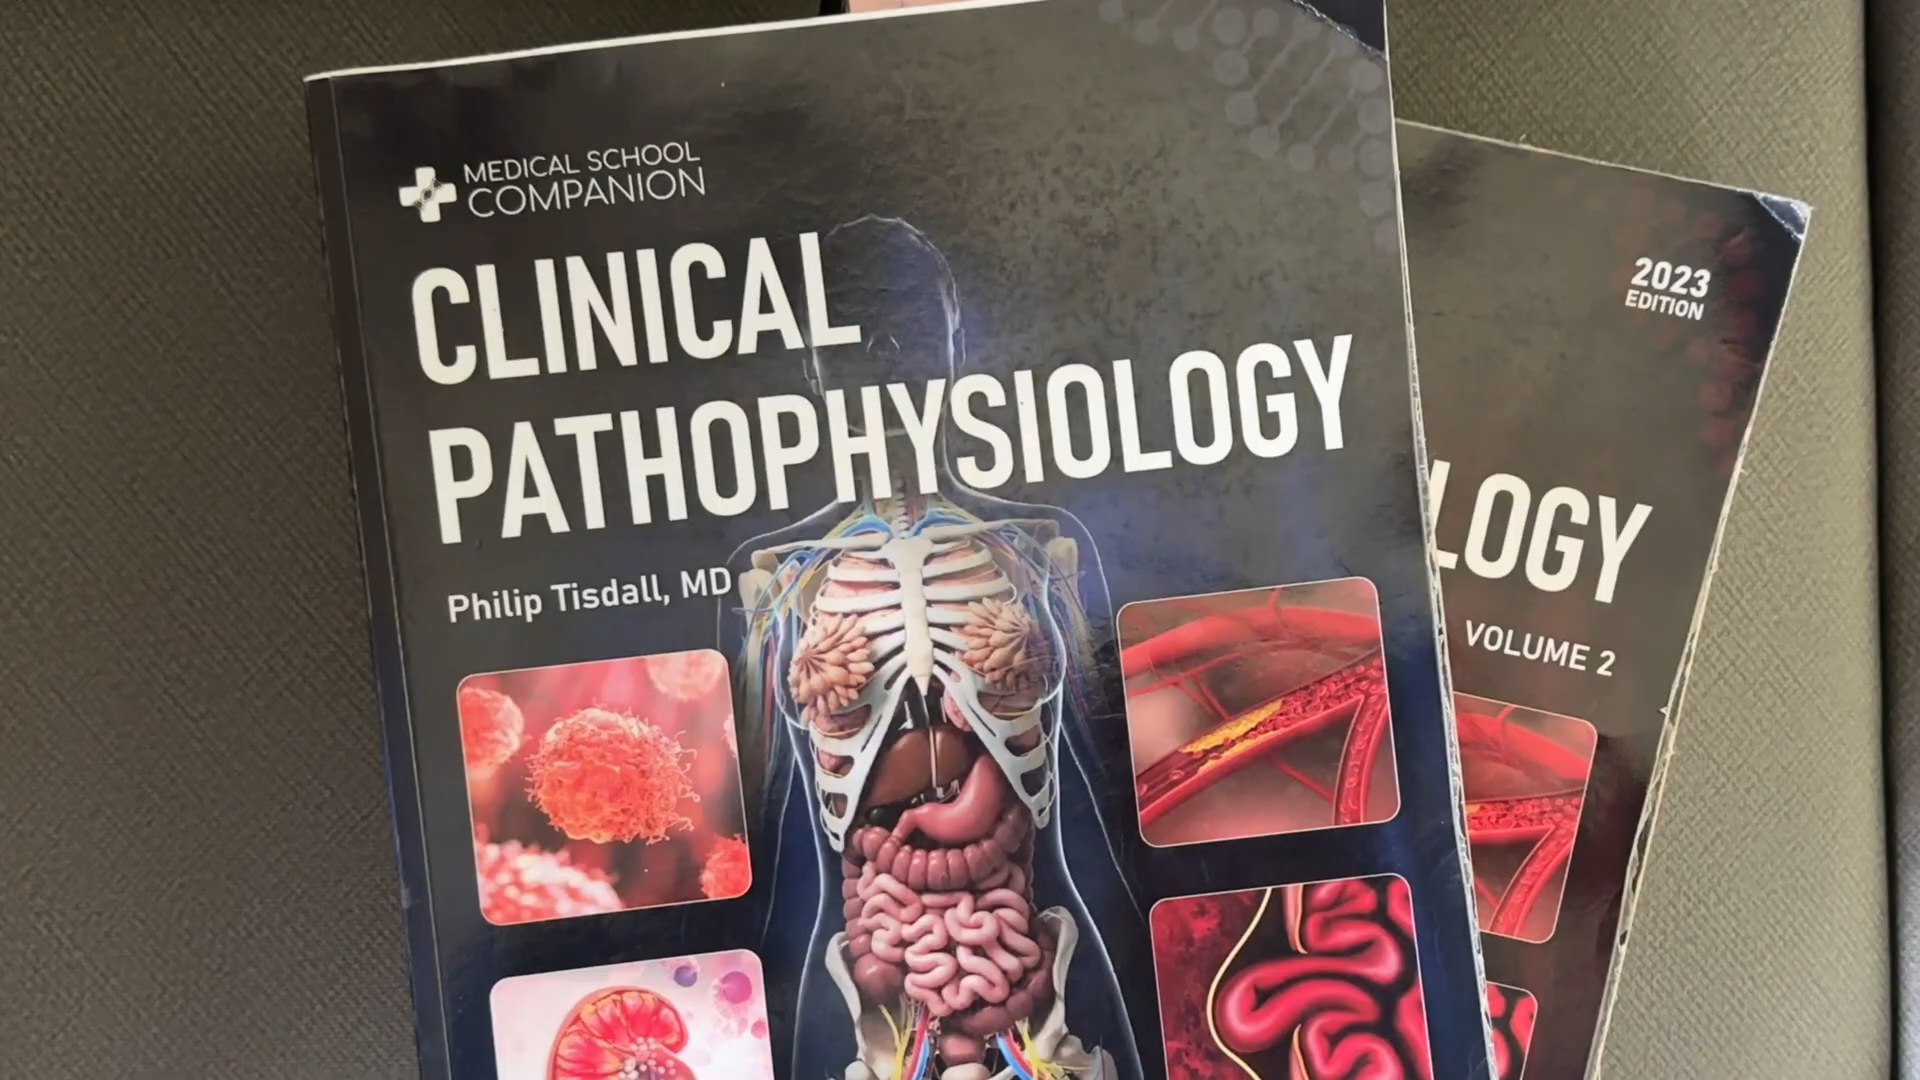 MEDICAL SCHOOL
COMPANION
CLINICAL
PATHOPHYSIOLOGY
Philip Tisdall, MD
2023
EDITION
LOGY
VOLUME 2